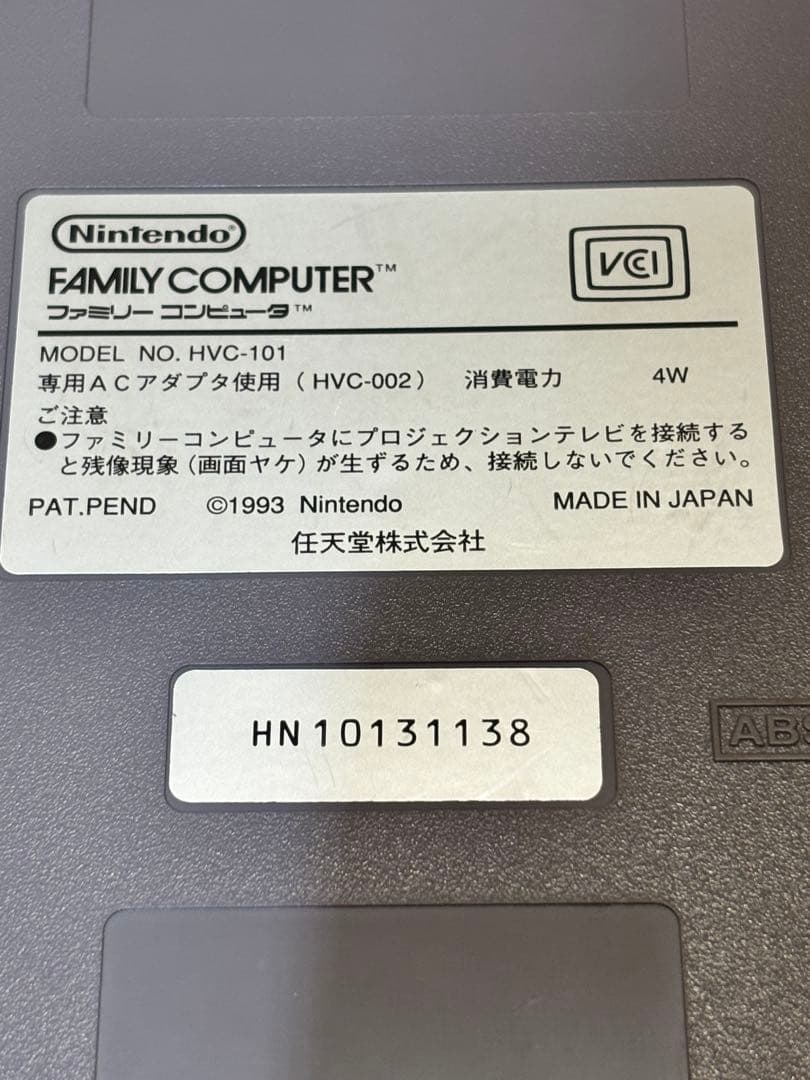 Nintendo®
FAMILY COMPUTER™
ファミリー コンピュータ™
VCCI
MODEL NO. HVC-101
専用ACアダプタ使用(HVC-002) 消費電力 4W
ご注意
●ファミリーコンピュータにプロジェクションテレビを接続する
と残像現象(画面ヤケ)が生ずるため、接続しないでください。
PAT.PEND ©1993 Nintendo MADE IN JAPAN
任天堂株式会社
HN10131138